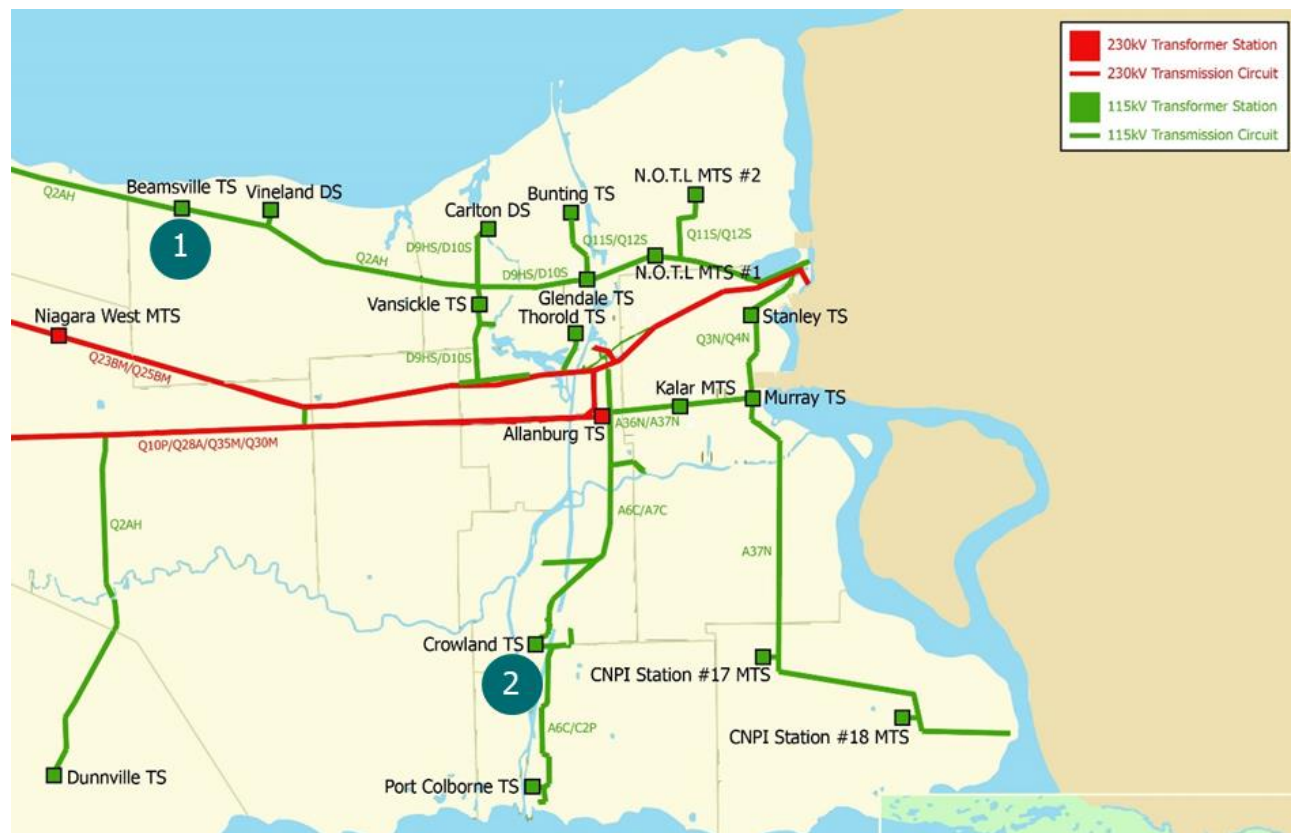 230kV Transformer Station
230kV Transmission Circuit
115kV Transformer Station
115kV Transmission Circuit
N.O.T.L MTS #2
Beamsville TS
Vineland DS
Bunting TS
Q2AH
Carlton DS
1
Q11S/Q12S
Q11S/Q12S
D9HS/D10S
Q2AH
D9HS/D10S
N.O.T.L MTS #1
Glendale TS
Vansickle TS
Thorold TS
Niagara West MTS
Stanley TS
Q3N/Q4N
Q23BM/Q25BM
D9HS/D10S
Kalar MTS
Murray TS
A36N/A37N
Allanburg TS
Q10P/Q28A/Q35M/Q30M
A6C/A7C
Q2AH
A37N
Crowland TS
CNPI Station #17 MTS
2
A6C/C2P
CNPI Station #18 MTS
Dunnville TS
Port Colborne TS